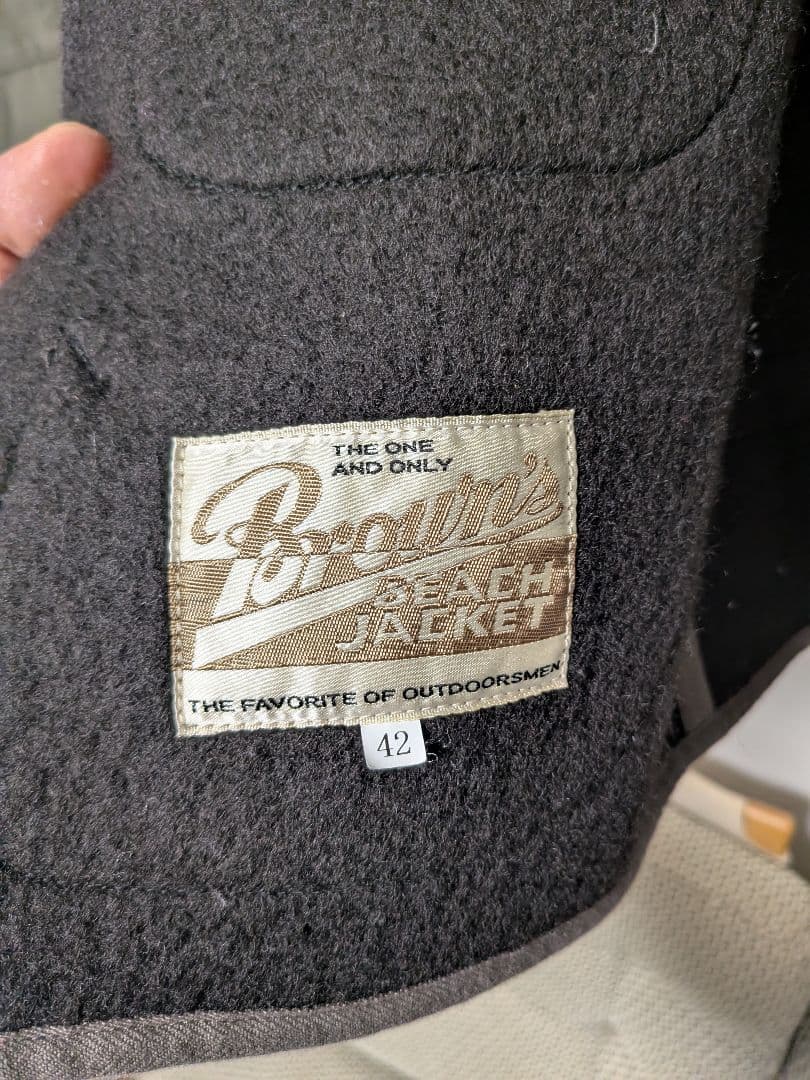 THE ONE
AND ONLY
Brown's
BEACH
JACKET
THE FAVORITE OF OUTDOORSMEN
42